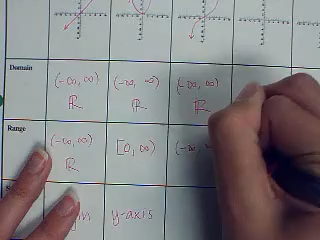 Domain
(-∞, ∞) (-∞, ∞) (-∞, ∞)
ℝ ℝ ℝ
Range
(-∞, ∞) [0, ∞) (-∞,
ℝ
y-axis